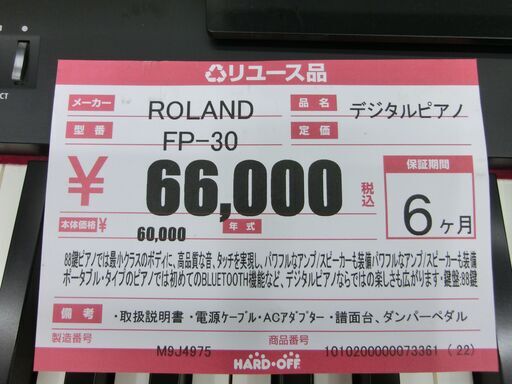 リユース品
メーカー ROLAND 品名 デジタルピアノ
型番 FP-30 定価
¥ 66,000 税込 保証期間 6ヶ月
本体価格 ¥ 60,000 年式
88鍵ピアノでは最小クラスのボディに、高品質な音、タッチを実現し、パワフルなアンプ/スピーカーも装備パワフルなアンプ/スピーカーも装備
ポータブル・タイプのピアノでは初めてのBLUETOOTH機能など、デジタルピアノならではの楽しさも広がります・鍵盤:88鍵
備考 ・取扱説明書・電源ケーブル・ACアダプター・譜面台、ダンパーペダル
製造番号 M9J4975 商品番号 1010200000073361 (22)
HARD・OFF
CT